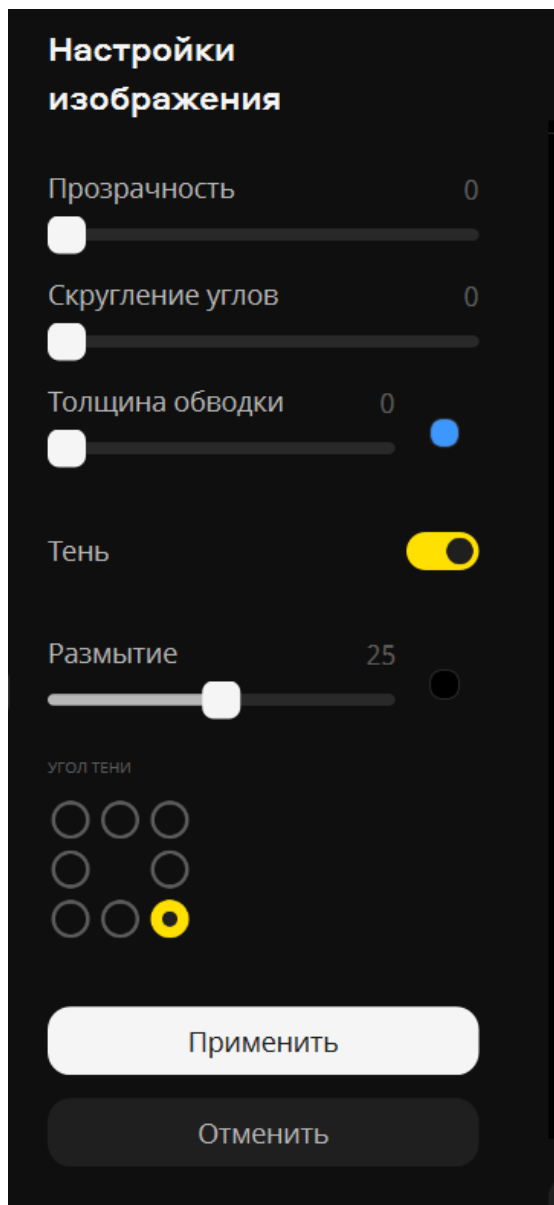 Настройки
изображения
Прозрачность 0
Скругление углов 0
Толщина обводки 0
Тень
Размытие 25
УГОЛ ТЕНИ
Применить
Отменить